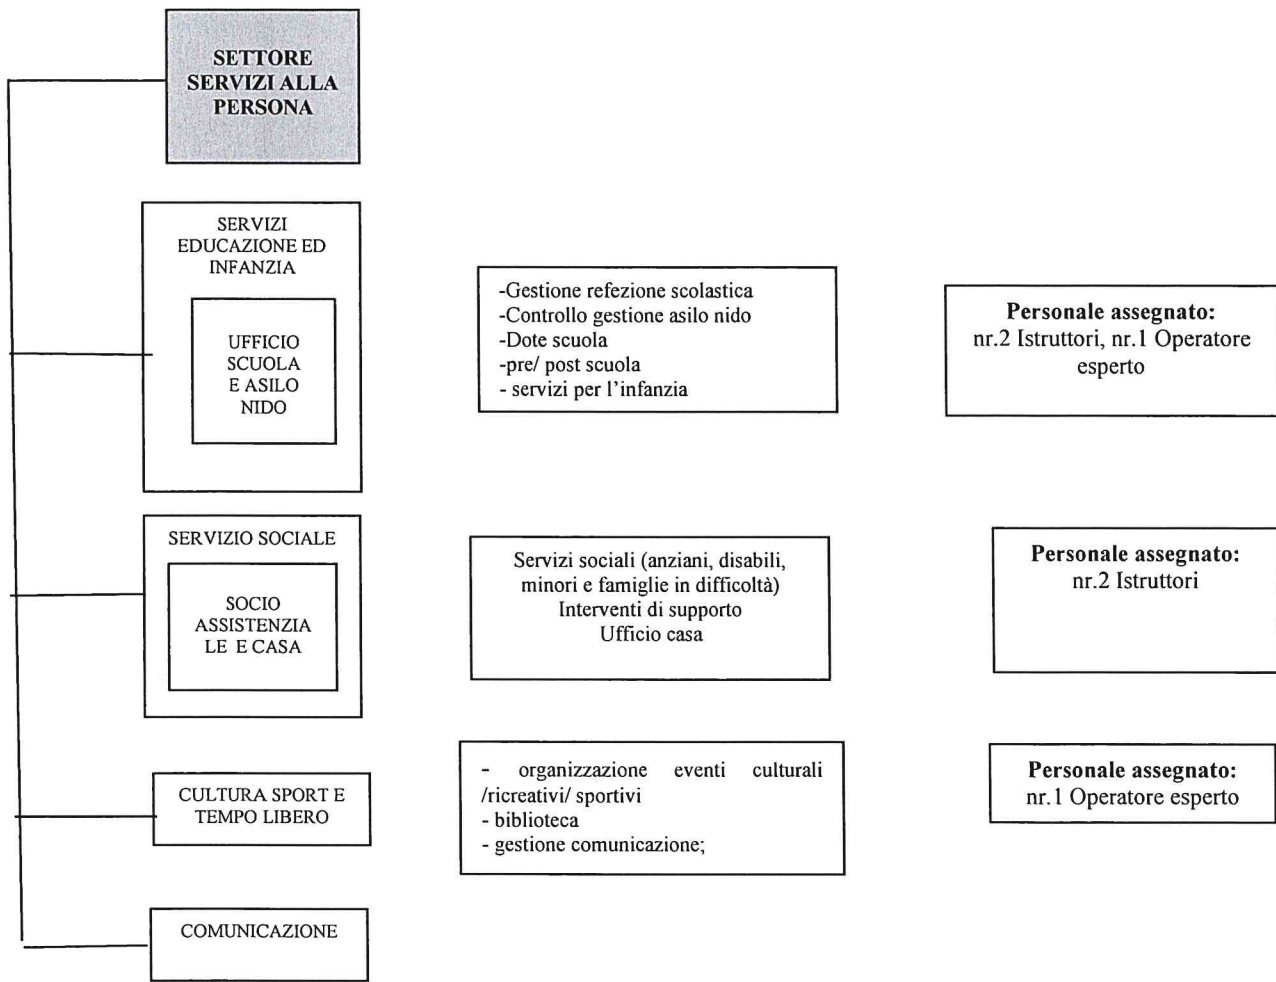 SETTORE
SERVIZI ALLA
PERSONA
SERVIZI
EDUCAZIONE ED
INFANZIA
UFFICIO
SCUOLA
E ASILO
NIDO
-Gestione refezione scolastica
-Controllo gestione asilo nido
-Dote scuola
-pre/ post scuola
- servizi per l'infanzia
Personale assegnato:
nr.2 Istruttori, nr.1 Operatore
esperto
SERVIZIO SOCIALE
SOCIO
ASSISTENZIA
LE E CASA
Servizi sociali (anziani, disabili,
minori e famiglie in difficoltà)
Interventi di supporto
Ufficio casa
Personale assegnato:
nr.2 Istruttori
CULTURA SPORT E
TEMPO LIBERO
- organizzazione eventi culturali
/ricreativi/ sportivi
- biblioteca
- gestione comunicazione;
Personale assegnato:
nr.1 Operatore esperto
COMUNICAZIONE